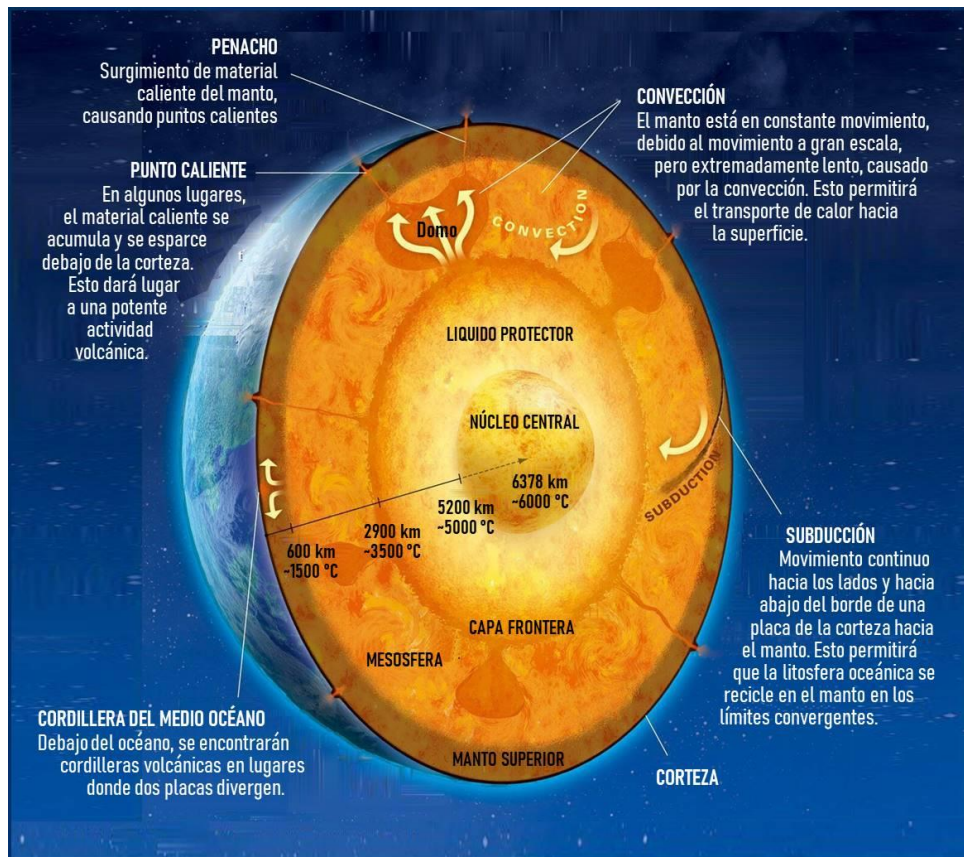 PENACHO
Surgimiento de material
caliente del manto,
causando puntos calientes
CONVECCIÓN
El manto está en constante movimiento,
debido al movimiento a gran escala,
pero extremadamente lento, causado
por la convección. Esto permitirá
el transporte de calor hacia
la superficie.
PUNTO CALIENTE
En algunos lugares,
el material caliente se
acumula y se esparce
debajo de la corteza.
Esto dará lugar
a una potente
actividad
volcánica.
Domo
CONVECTION
LIQUIDO PROTECTOR
NÚCLEO CENTRAL
6378 km
~6000 °C
5200 km
~5000 °C
2900 km
~3500 °C
600 km
~1500 °C
SUBDUCTION
SUBDUCCIÓN
Movimiento continuo
hacia los lados y hacia
abajo del borde de una
placa de la corteza hacia
el manto. Esto permitirá
que la litosfera oceánica se
recicle en el manto en los
límites convergentes.
CAPA FRONTERA
MESOSFERA
CORDILLERA DEL MEDIO OCÉANO
Debajo del océano, se encontrarán
cordilleras volcánicas en lugares
donde dos placas divergen.
MANTO SUPERIOR
CORTEZA